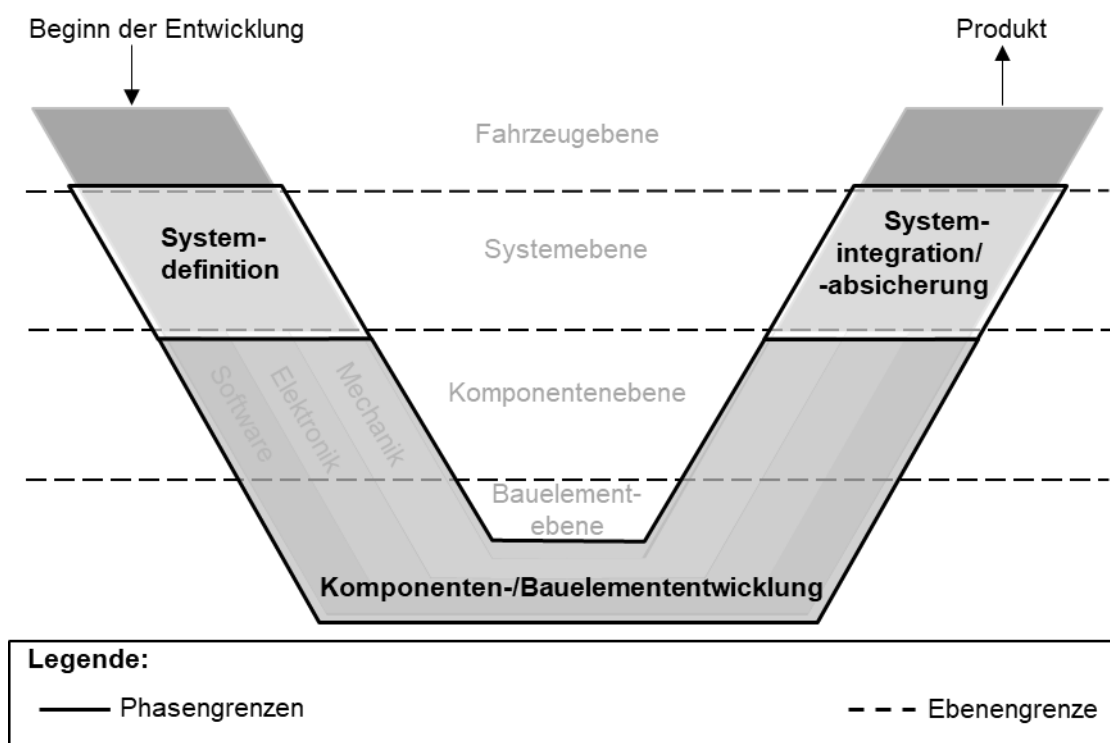 Beginn der Entwicklung
Produkt
Fahrzeugebene
System-
definition
Systemebene
System-
integration/
-absicherung
Software
Elektronik
Mechanik
Komponentenebene
Bauelement-
ebene
Komponenten-/Bauelemententwicklung
Legende:
Phasengrenzen
Ebenengrenze